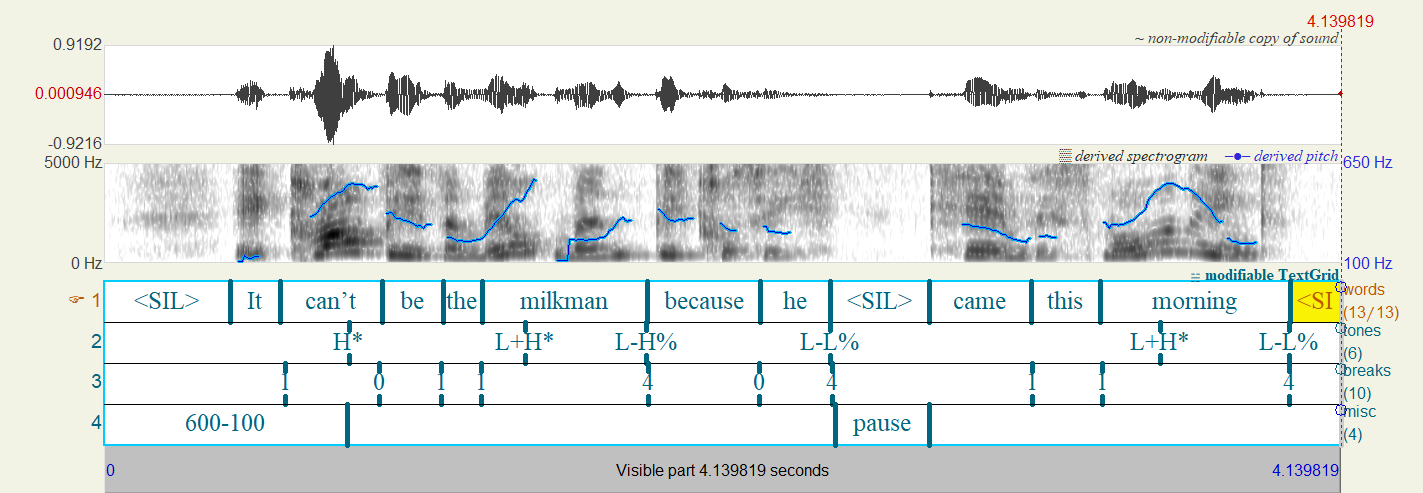 4.139819
~ non-modifiable copy of sound
0.9192
0.000946
-0.9216
5000 Hz
derived spectrogram derived pitch
650 Hz
0 Hz
100 Hz
modifiable TextGrid
1 <SIL> It can’t be the milkman because he <SIL> came this morning <SI
words
(13/13)
2 H* L+H* L-H% L-L% L+H* L-L%
tones
(6)
3 1 0 1 1 4 0 4 1 1 4
breaks
(10)
4 600-100 pause
misc
(4)
0 Visible part 4.139819 seconds 4.139819